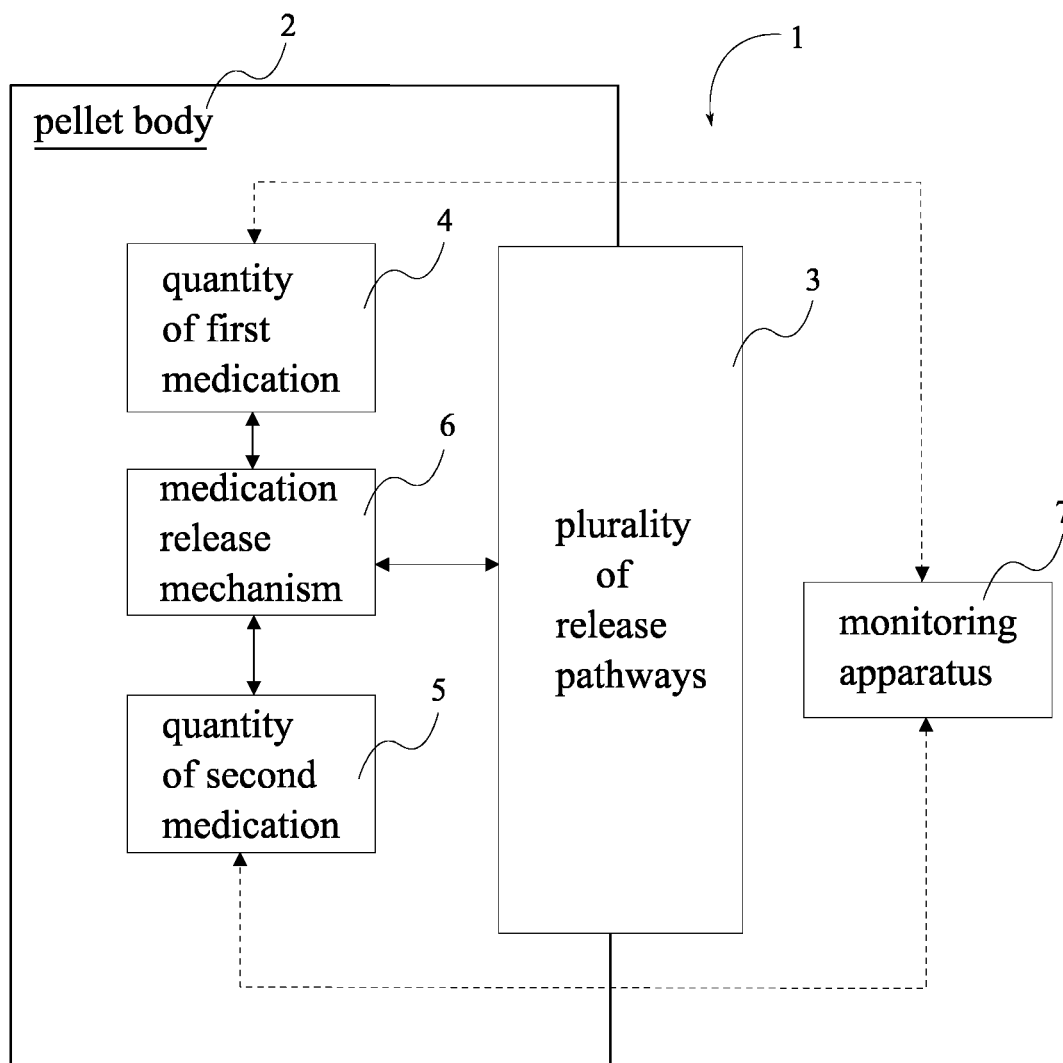 2
1
pellet body
4
quantity
of first
medication
3
6
medication
release
mechanism
plurality
of
release
pathways
7
monitoring
apparatus
5
quantity
of second
medication